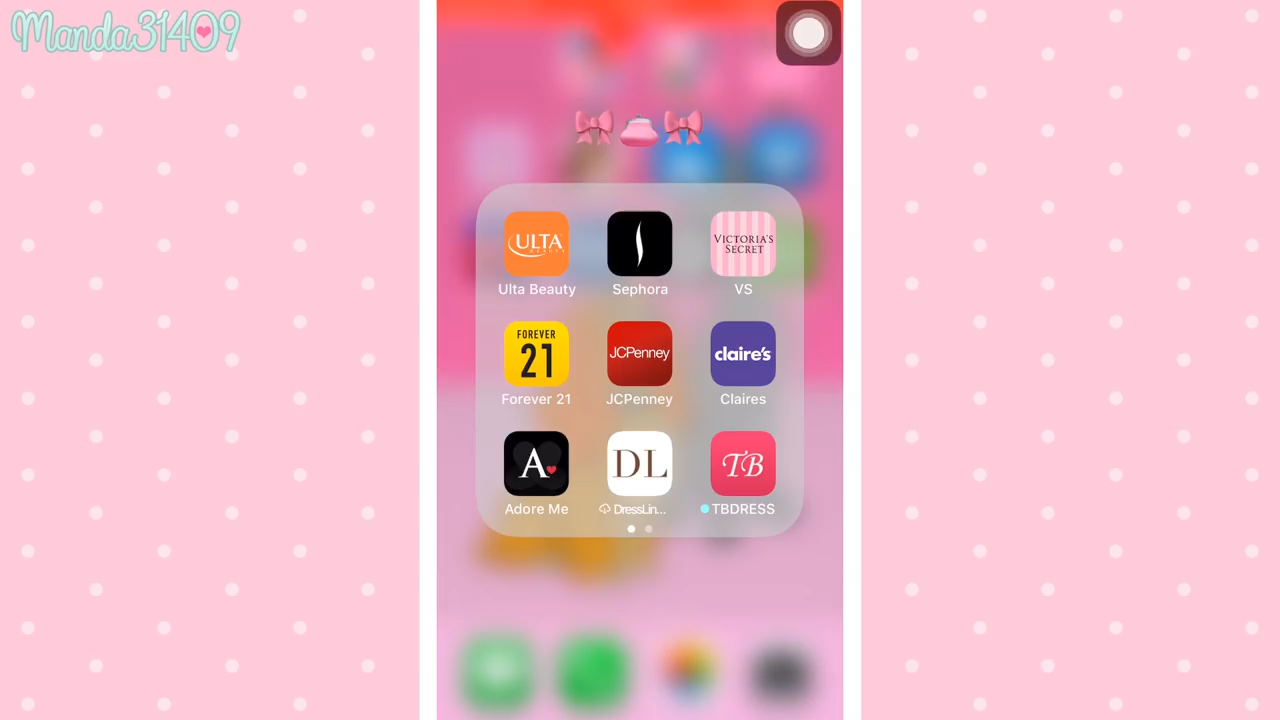 Manda31409
ULTA
VICTORIA'S
SECRET
Ulta Beauty
Sephora
VS
FOREVER
21
JCPenney
claire's
Forever 21
JCPenney
Claires
A
DL
TB
Adore Me
DressLin...
TBDRESS